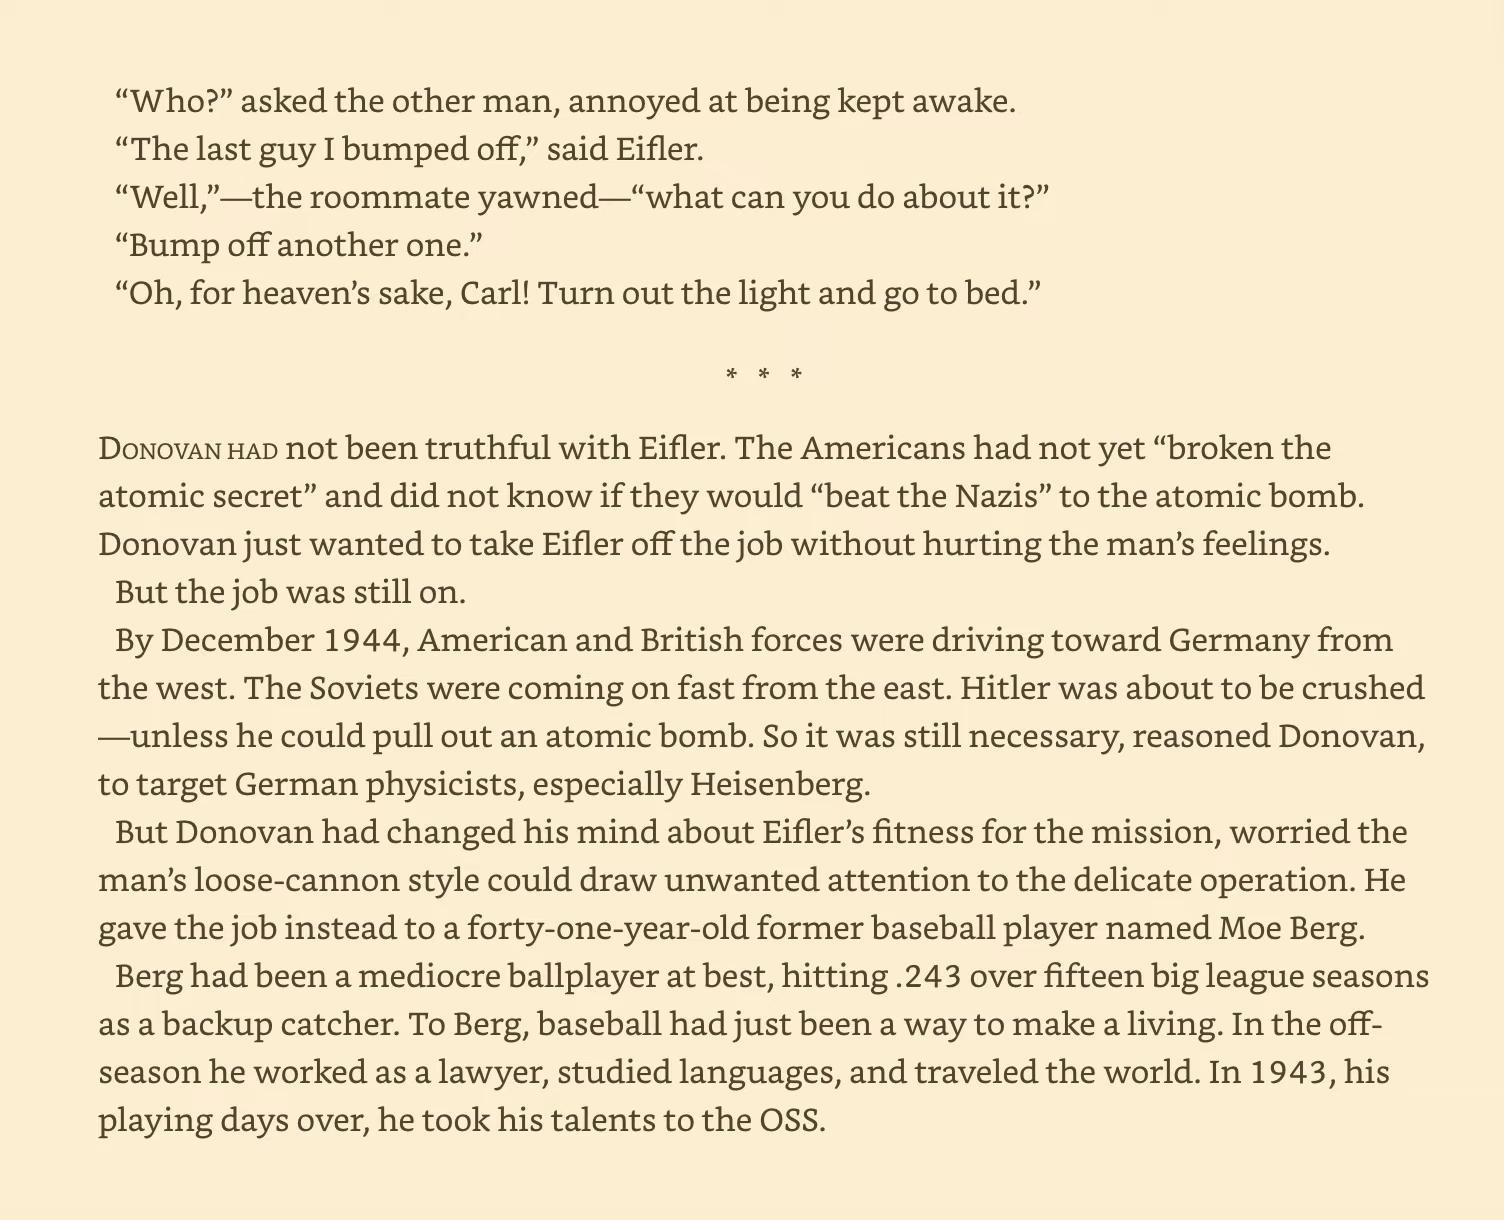 “Who?” asked the other man, annoyed at being kept awake.
“The last guy I bumped off,” said Eifler.
“Well,”—the roommate yawned—“what can you do about it?”
“Bump off another one.”
“Oh, for heaven’s sake, Carl! Turn out the light and go to bed.”
* * *
DONOVAN HAD not been truthful with Eifler. The Americans had not yet “broken the
atomic secret” and did not know if they would “beat the Nazis” to the atomic bomb.
Donovan just wanted to take Eifler off the job without hurting the man’s feelings.
But the job was still on.
By December 1944, American and British forces were driving toward Germany from
the west. The Soviets were coming on fast from the east. Hitler was about to be crushed
—unless he could pull out an atomic bomb. So it was still necessary, reasoned Donovan,
to target German physicists, especially Heisenberg.
But Donovan had changed his mind about Eifler’s fitness for the mission, worried the
man’s loose-cannon style could draw unwanted attention to the delicate operation. He
gave the job instead to a forty-one-year-old former baseball player named Moe Berg.
Berg had been a mediocre ballplayer at best, hitting .243 over fifteen big league seasons
as a backup catcher. To Berg, baseball had just been a way to make a living. In the off-
season he worked as a lawyer, studied languages, and traveled the world. In 1943, his
playing days over, he took his talents to the OSS.